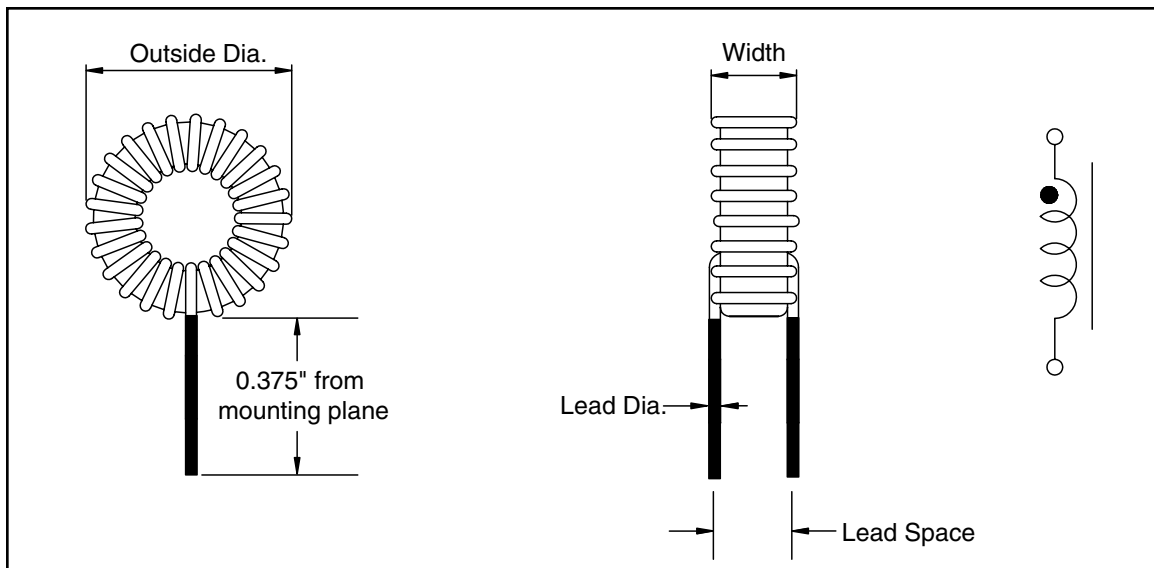 Outside Dia.
Width
0.375" from
mounting plane
Lead Dia.
Lead Space